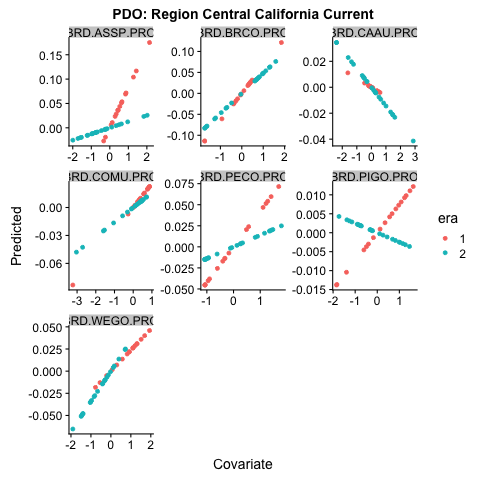 PDO: Region Central California Current
BRD.ASSP.PRO
BRD.BRCO.PRO
BRD.CAAU.PRO
0.15
0.10
0.05
0.00
-2 -1 0 1 2
0.10
0.05
0.00
-0.05
-0.10
-1 0 1 2
0.02
0.00
-0.02
-0.04
-2 -1 0 1 2 3
BRD.COMU.PRO
BRD.PECO.PRO
BRD.PIGO.PRO
0.00
-0.03
-0.06
-3 -2 -1 0 1
0.075
0.050
0.025
0.000
-0.025
-0.050
-1 0 1
0.010
0.005
0.000
-0.005
-0.010
-0.015
-2 -1 0 1
BRD.WEGO.PRO
0.050
0.025
0.000
-0.025
-0.050
-2 -1 0 1 2
Predicted
Covariate
era
1
2